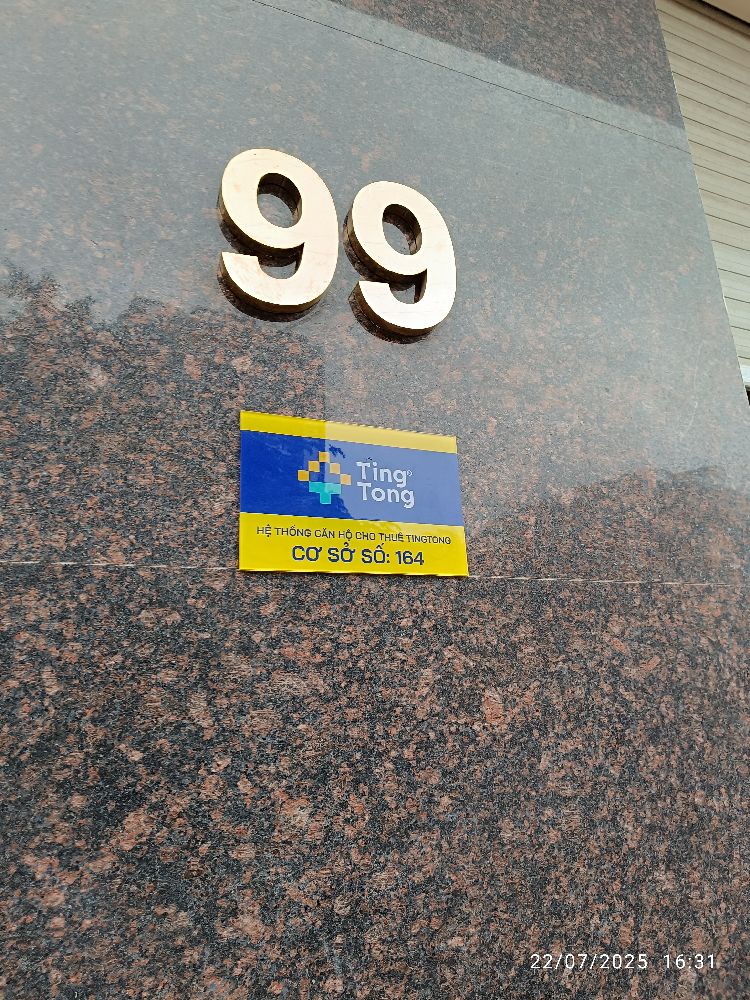 99
Ting®
Tong
HỆ THỐNG CĂN HỘ CHO THUÊ TINGTONG
CƠ SỞ SỐ: 164
22/07/2025 16:31